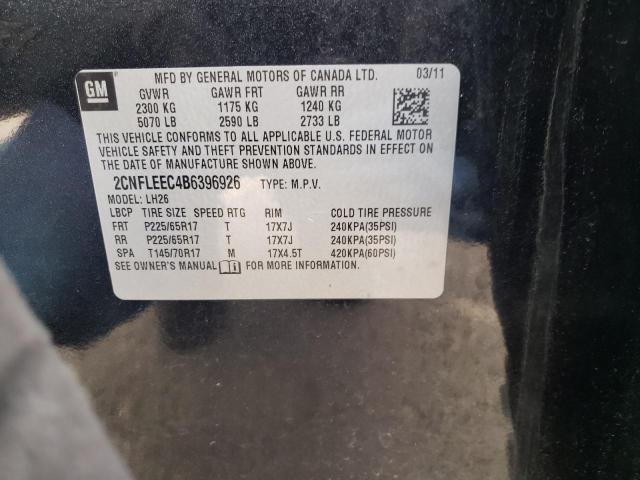 GM
MFD BY GENERAL MOTORS OF CANADA LTD. 03/11
GVWR GAWR FRT GAWR RR
2300 KG 1175 KG 1240 KG
5070 LB 2590 LB 2733 LB
THIS VEHICLE CONFORMS TO ALL APPLICABLE U.S. FEDERAL MOTOR
VEHICLE SAFETY AND THEFT PREVENTION STANDARDS IN EFFECT ON
THE DATE OF MANUFACTURE SHOWN ABOVE.
2CNFLEEC4B6396926 TYPE: M.P.V.
MODEL: LH26
LBCP TIRE SIZE SPEED RTG RIM COLD TIRE PRESSURE
FRT P225/65R17 T 17X7J 240KPA(35PSI)
RR P225/65R17 T 17X7J 240KPA(35PSI)
SPA T145/70R17 M 17X4.5T 420KPA(60PSI)
SEE OWNER'S MANUAL FOR MORE INFORMATION.